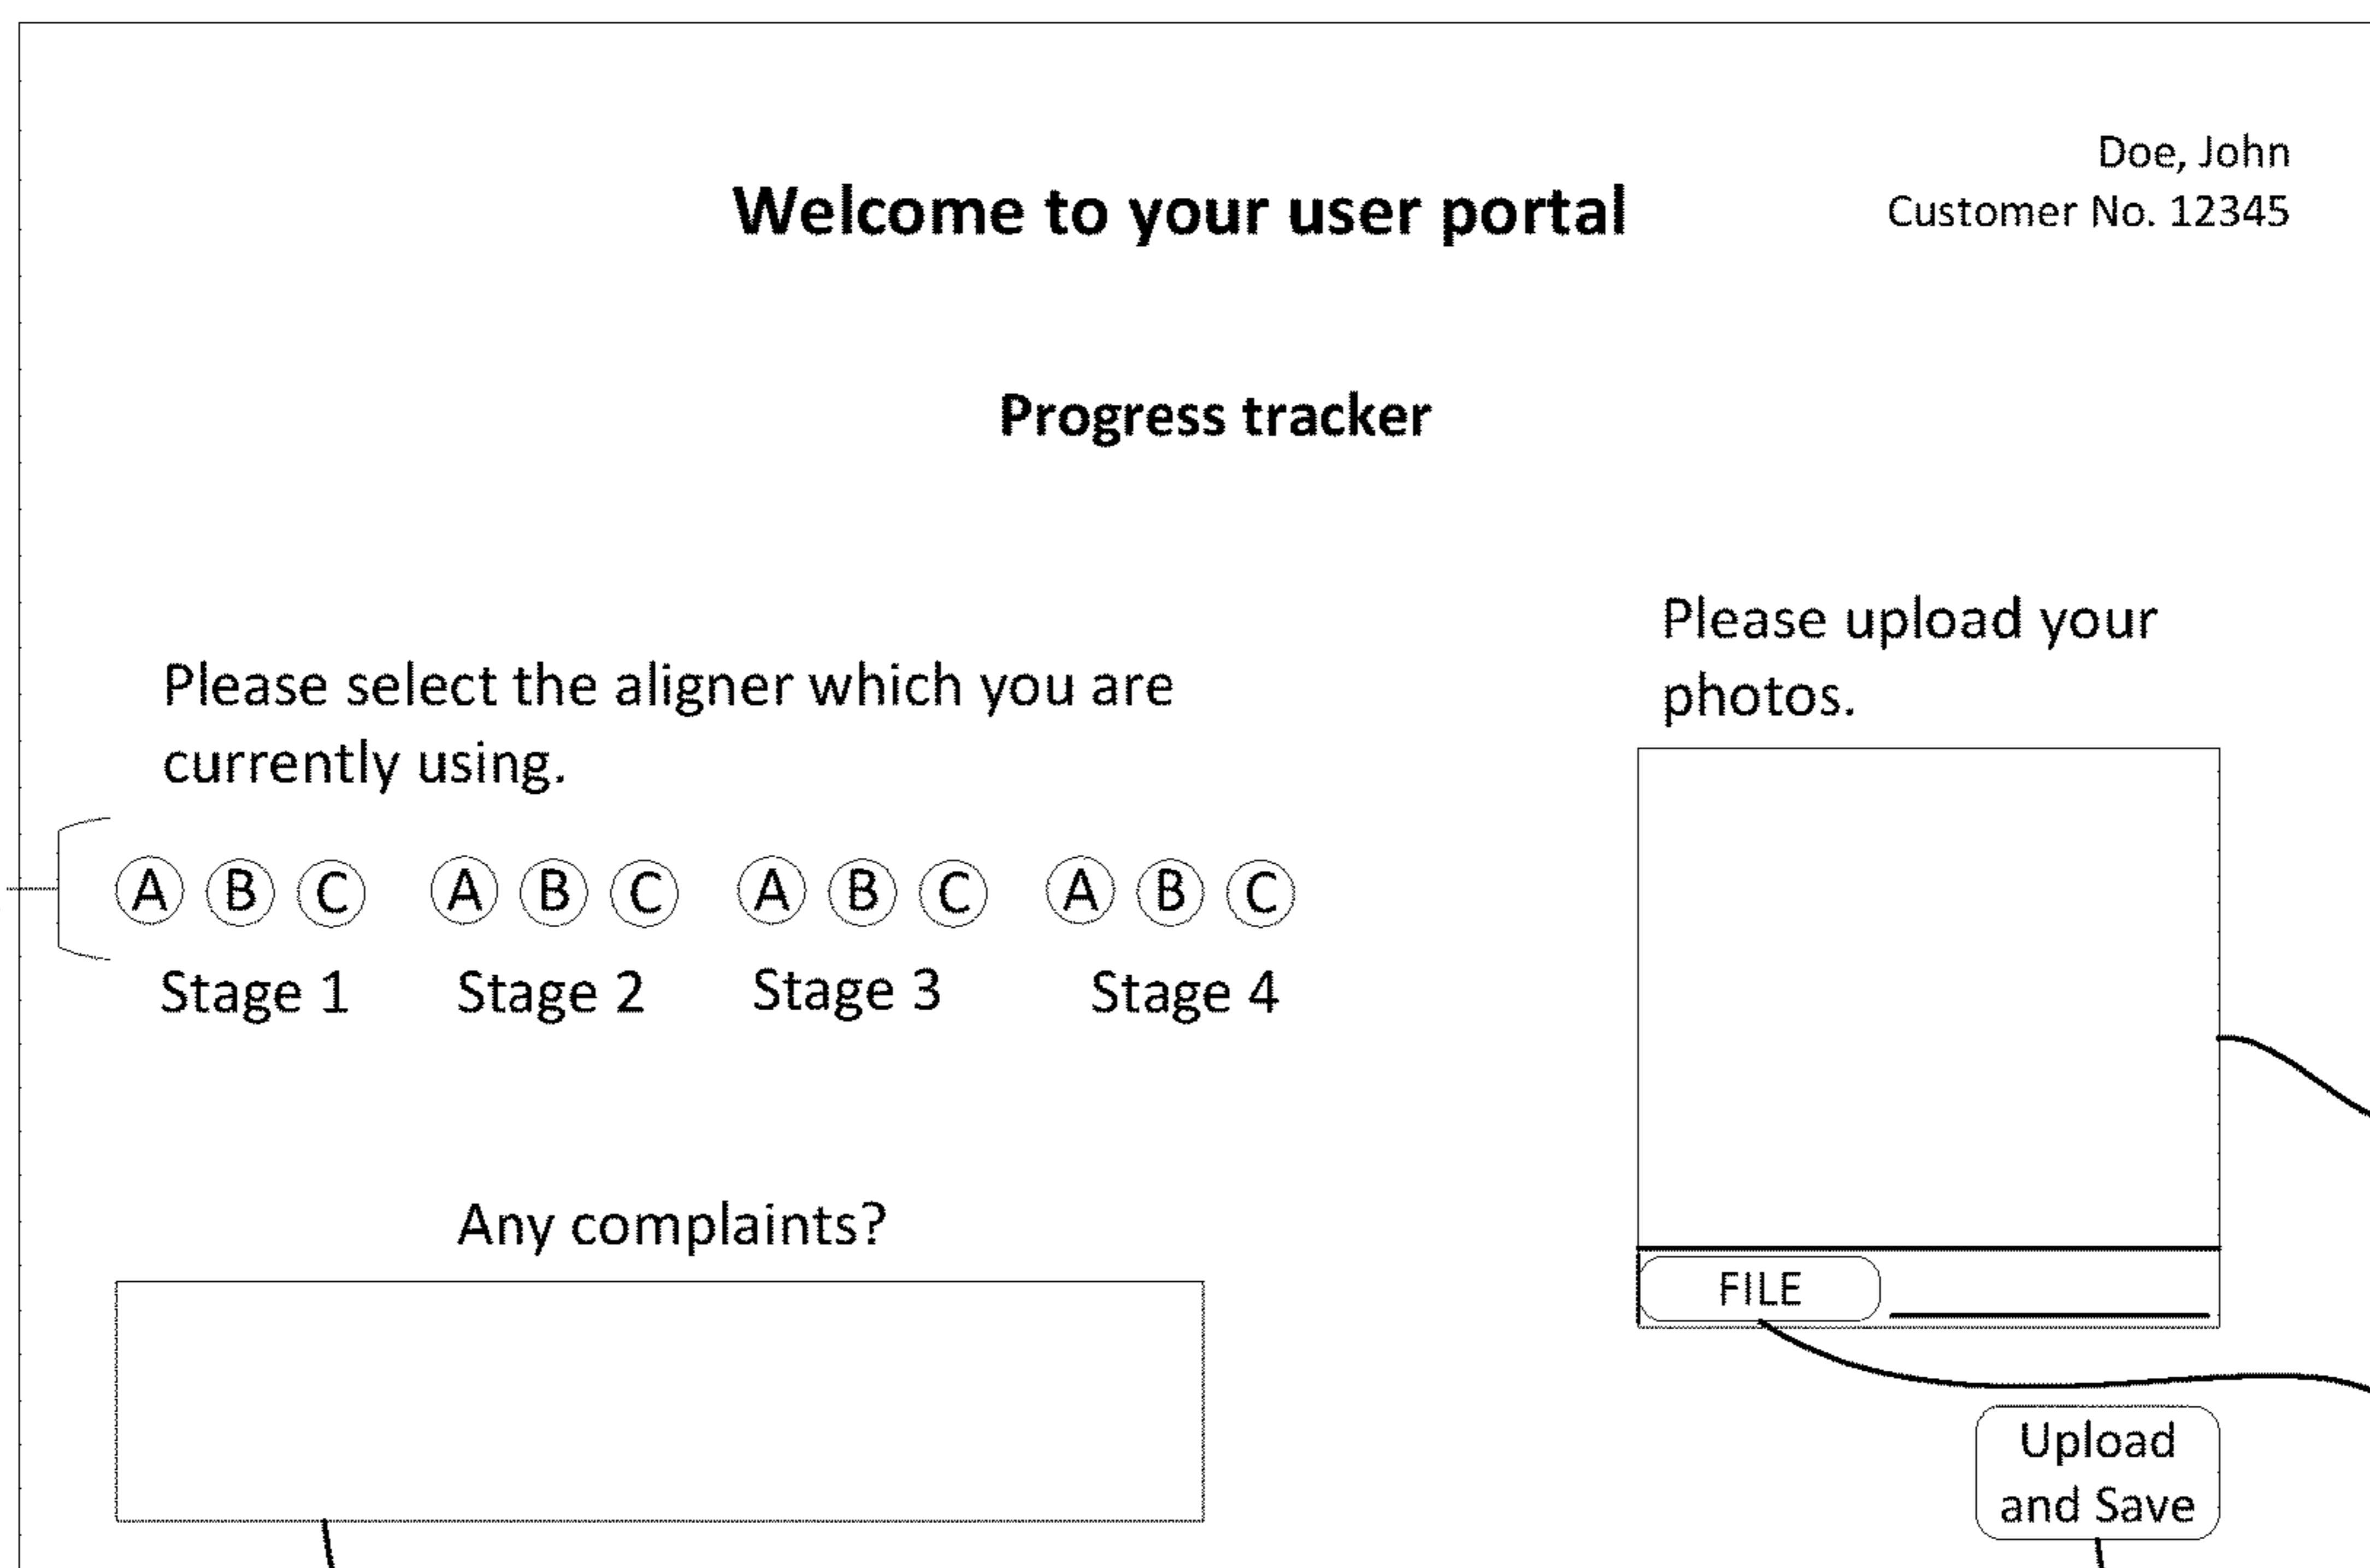 Doe, John
Welcome to your user portal
Customer No. 12345
Progress tracker
Please select the aligner which you are
currently using.
A B C A B C A B C A B C
Stage 1 Stage 2 Stage 3 Stage 4
Any complaints?
Please upload your
photos.
FILE
Upload
and Save